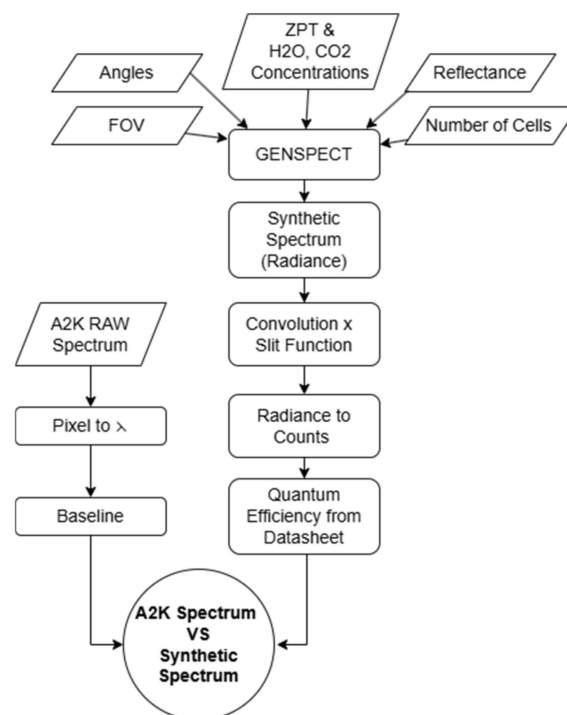 ZPT &
H2O, CO2
Concentrations
Angles
Reflectance
FOV
Number of Cells
GENSPECT
Synthetic
Spectrum
(Radiance)
A2K RAW
Spectrum
Convolution x
Slit Function
Pixel to λ
Radiance to
Counts
Baseline
Quantum
Efficiency from
Datasheet
A2K Spectrum
VS
Synthetic
Spectrum